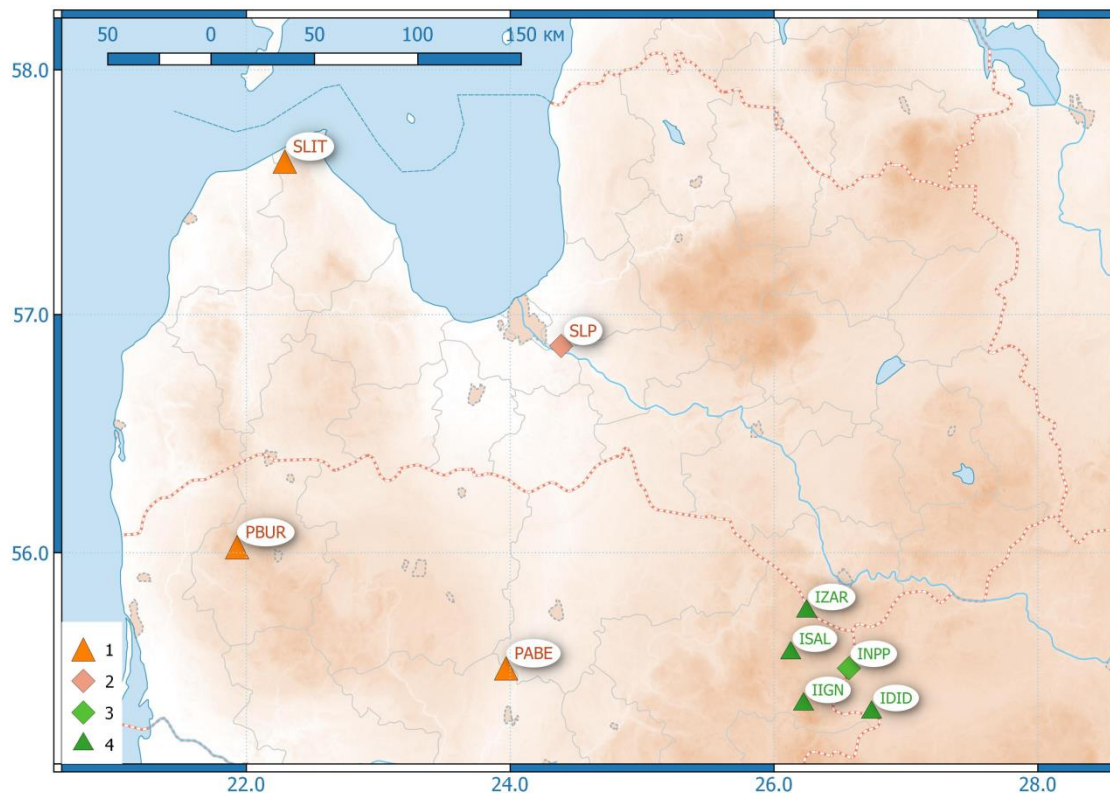 50 0 50 100 150 км
58.0
SLIT
57.0
SLP
56.0
PBUR
IZAR
ISAL
INPP
PABE
IIGN
IDID
1
2
3
4
22.0 24.0 26.0 28.0